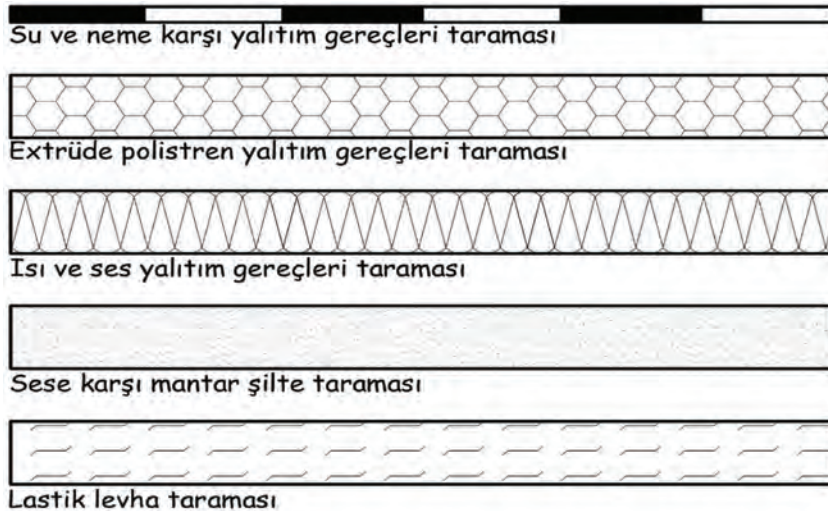 Su ve neme karşı yalıtım gereçleri taraması
Extrüde polistren yalıtım gereçleri taraması
Isı ve ses yalıtım gereçleri taraması
Sese karşı mantar şilte taraması
Lastik levha taraması